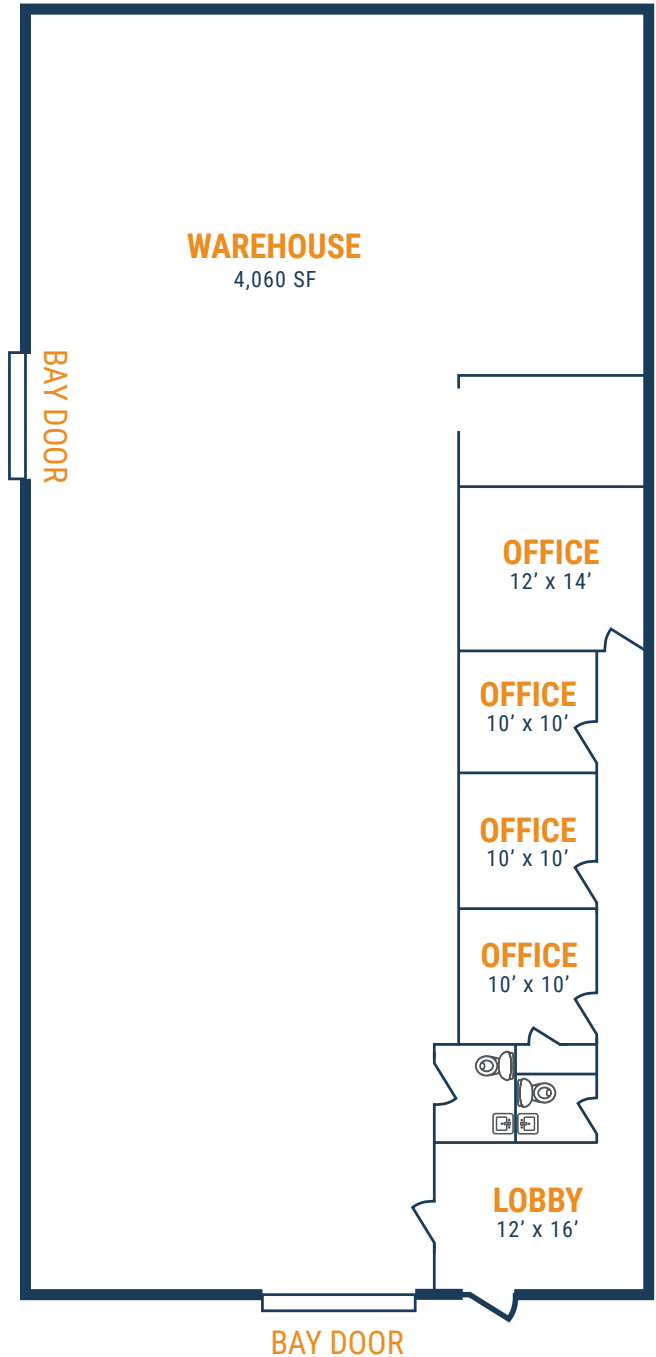 WAREHOUSE
4,060 SF
BAY DOOR
OFFICE
12’ x 14’
OFFICE
10’ x 10’
OFFICE
10’ x 10’
OFFICE
10’ x 10’
LOBBY
12’ x 16’
BAY DOOR